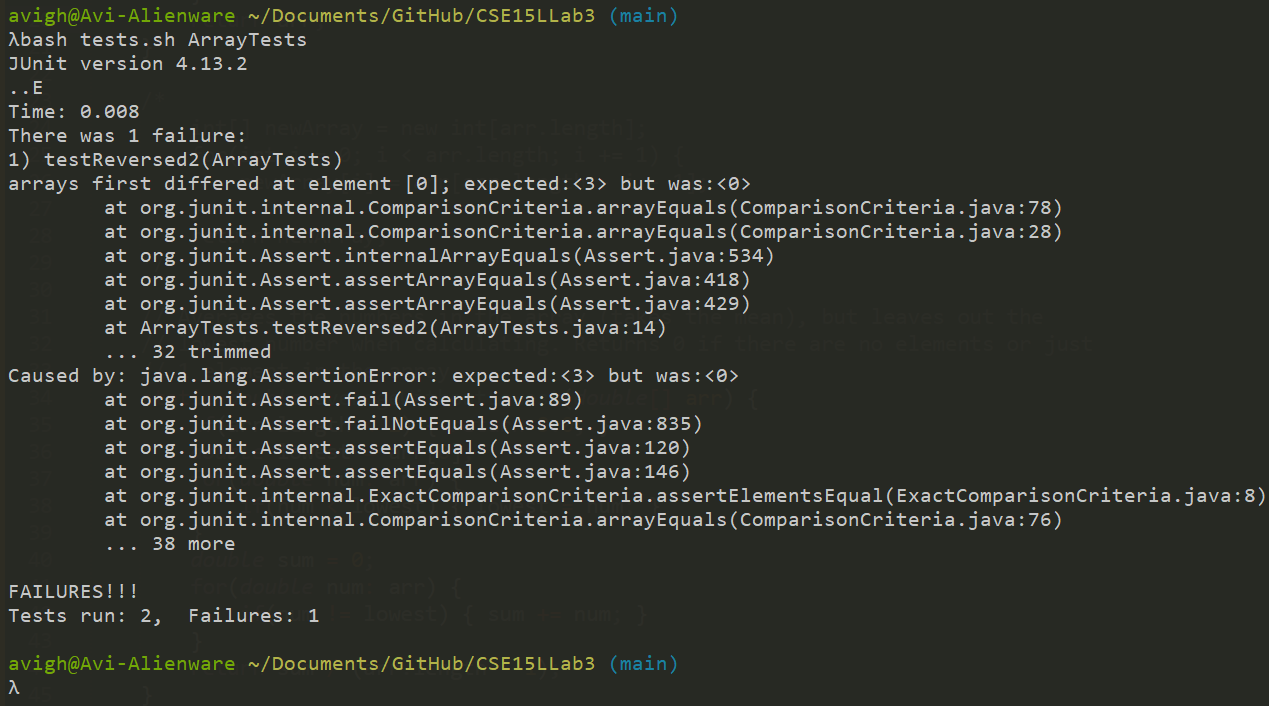 avigh@Avi-Alienware ~/Documents/GitHub/CSE15LLab3 (main)
λbash tests.sh ArrayTests
JUnit version 4.13.2
..E
Time: 0.008
There was 1 failure:
1) testReversed2(ArrayTests)
arrays first differed at element [0]; expected:<3> but was:<0>
        at org.junit.internal.ComparisonCriteria.arrayEquals(ComparisonCriteria.java:78)
        at org.junit.internal.ComparisonCriteria.arrayEquals(ComparisonCriteria.java:28)
        at org.junit.Assert.internalArrayEquals(Assert.java:534)
        at org.junit.Assert.assertArrayEquals(Assert.java:418)
        at org.junit.Assert.assertArrayEquals(Assert.java:429)
        at ArrayTests.testReversed2(ArrayTests.java:14)
        ... 32 trimmed
Caused by: java.lang.AssertionError: expected:<3> but was:<0>
        at org.junit.Assert.fail(Assert.java:89)
        at org.junit.Assert.failNotEquals(Assert.java:835)
        at org.junit.Assert.assertEquals(Assert.java:120)
        at org.junit.Assert.assertEquals(Assert.java:146)
        at org.junit.internal.ExactComparisonCriteria.assertElementsEqual(ExactComparisonCriteria.java:8)
        at org.junit.internal.ComparisonCriteria.arrayEquals(ComparisonCriteria.java:76)
        ... 38 more

FAILURES!!!
Tests run: 2,  Failures: 1

avigh@Avi-Alienware ~/Documents/GitHub/CSE15LLab3 (main)
λ